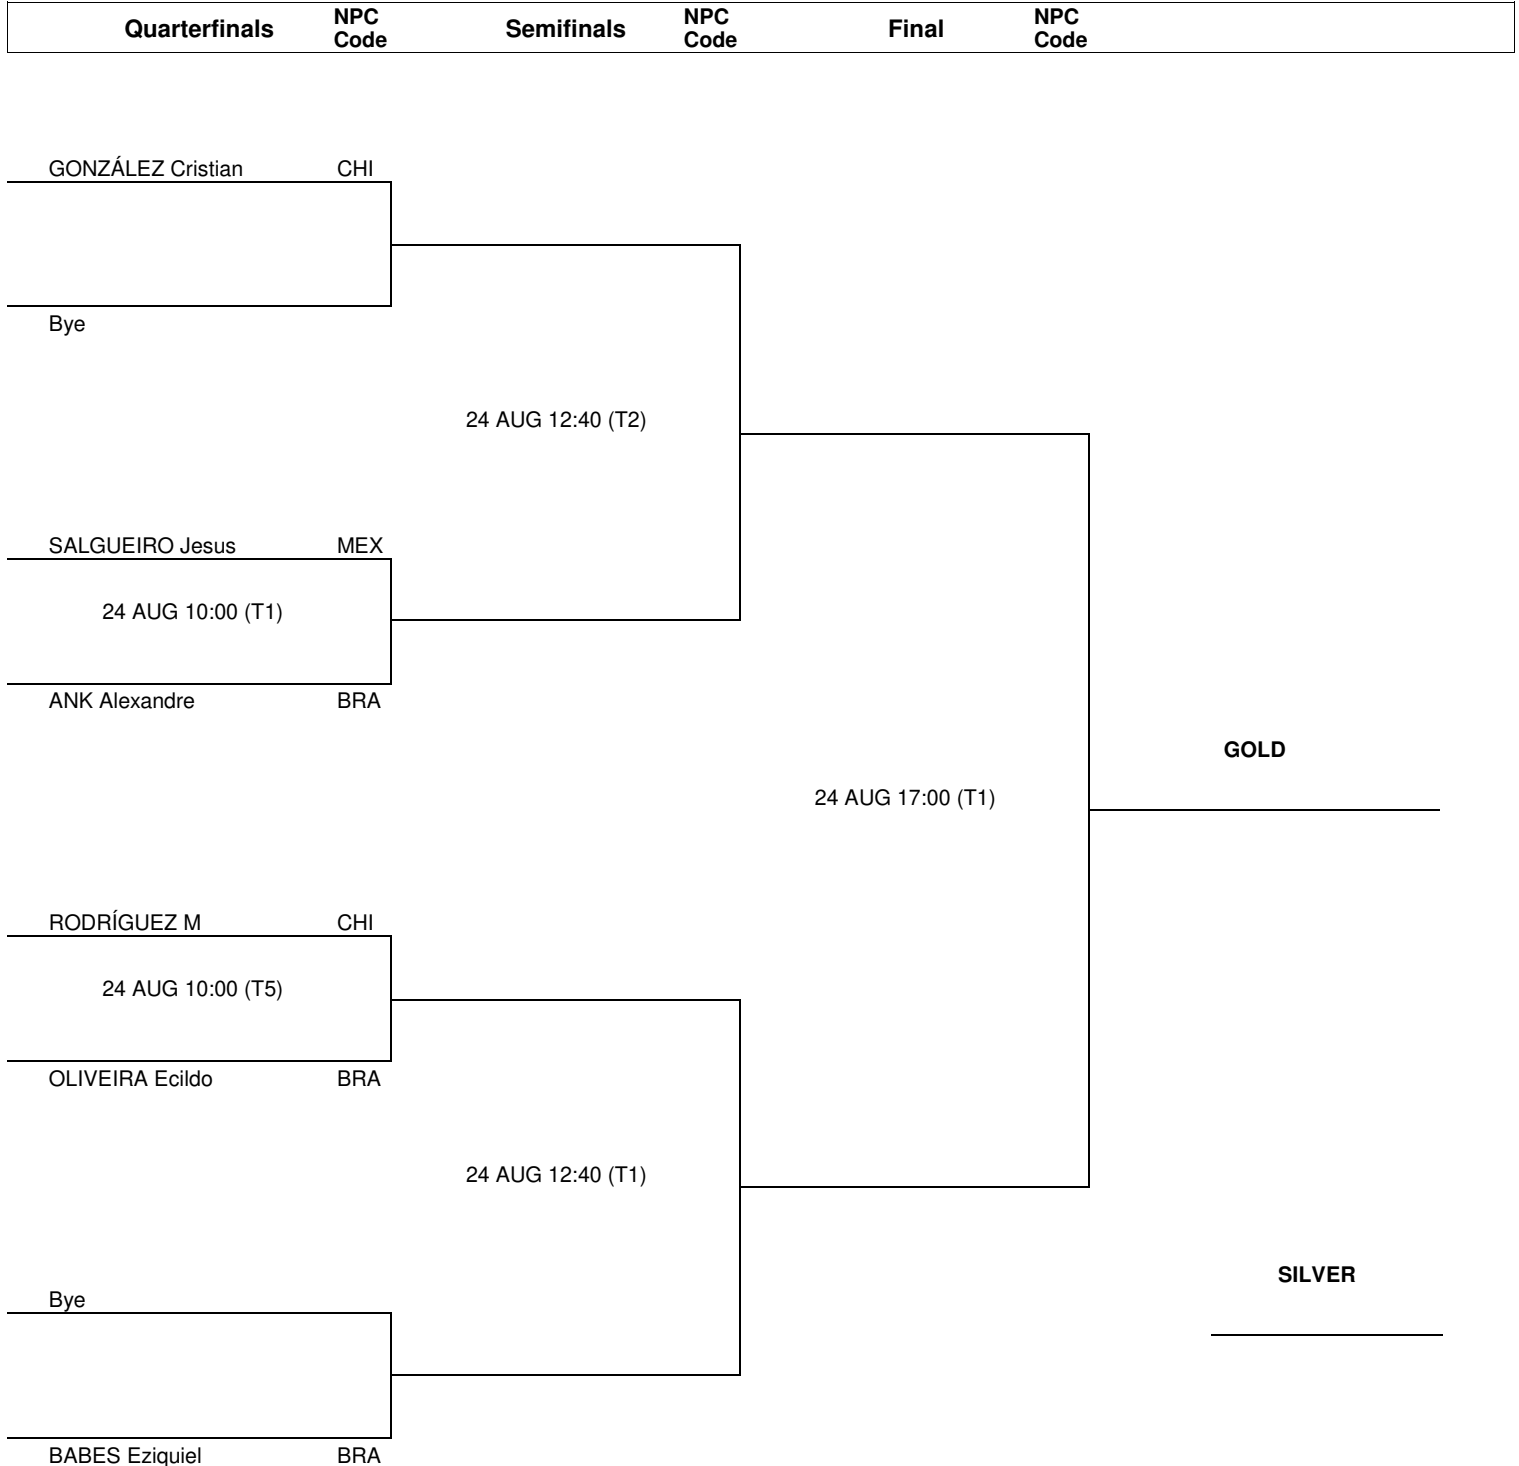 Quarterfinals NPC Code Semifinals NPC Code Final NPC Code
GONZÁLEZ Cristian CHI
Bye
24 AUG 12:40 (T2)
SALGUEIRO Jesus MEX
24 AUG 10:00 (T1)
ANK Alexandre BRA
GOLD
24 AUG 17:00 (T1)
RODRÍGUEZ M CHI
24 AUG 10:00 (T5)
OLIVEIRA Ecildo BRA
24 AUG 12:40 (T1)
SILVER
Bye
BABES Eziquiel BRA